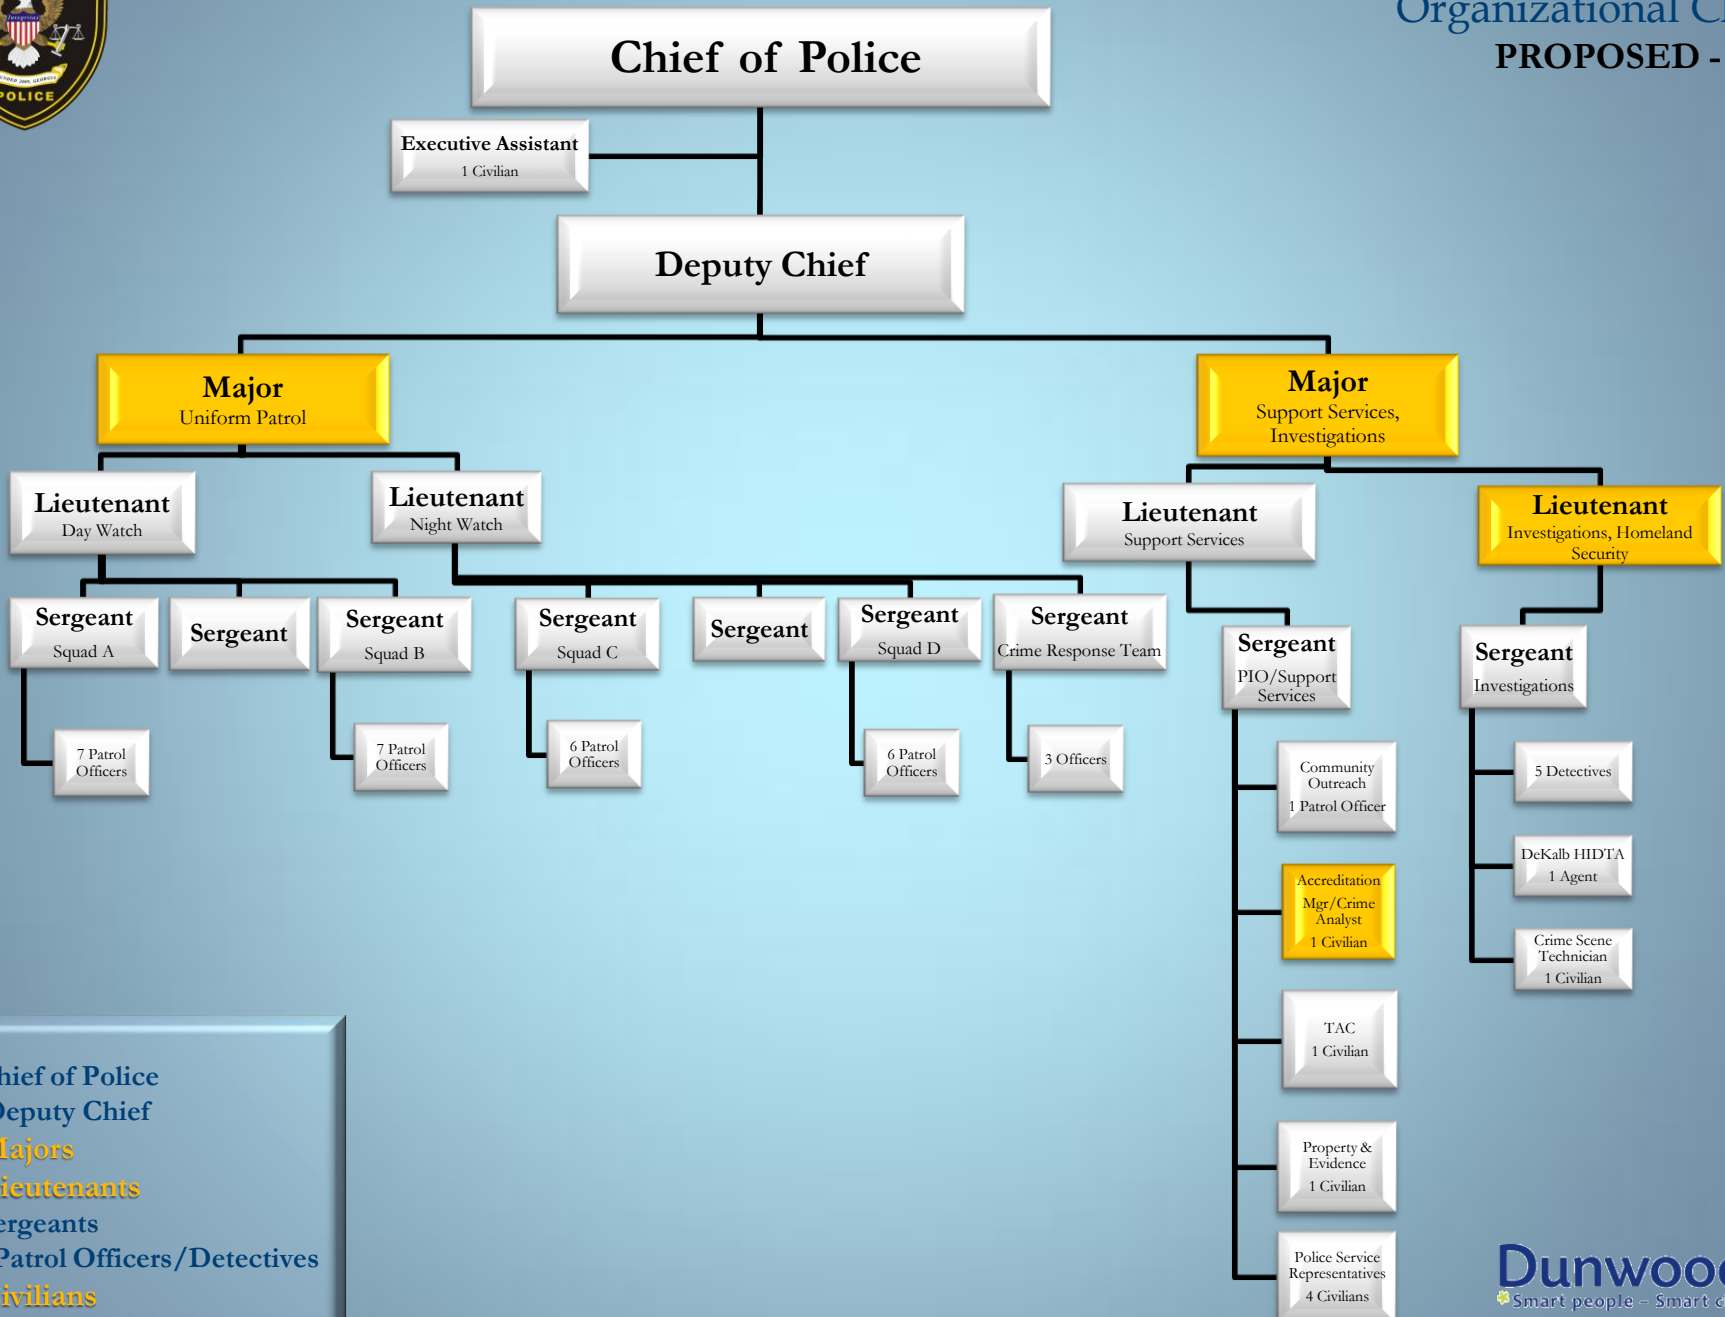 Integritas
POLICE
PROPOSED -
Chief of Police
Executive Assistant
1 Civilian
Deputy Chief
Major
Uniform Patrol
Major
Support Services,
Investigations
Lieutenant
Day Watch
Lieutenant
Night Watch
Lieutenant
Support Services
Lieutenant
Investigations, Homeland
Security
Sergeant
Squad A
Sergeant
Sergeant
Squad B
Sergeant
Squad C
Sergeant
Sergeant
Squad D
Sergeant
Crime Response Team
Sergeant
PIO/Support
Services
Sergeant
Investigations
7 Patrol
Officers
7 Patrol
Officers
6 Patrol
Officers
6 Patrol
Officers
3 Officers
Community
Outreach
1 Patrol Officer
Accreditation
Mgr/Crime
Analyst
1 Civilian
TAC
1 Civilian
Property &
Evidence
1 Civilian
Police Service
Representatives
4 Civilians
5 Detectives
DeKalb HIDTA
1 Agent
Crime Scene
Technician
1 Civilian
Organizational
hief of Police
Deputy Chief
Majors
ieutenants
ergeants
Patrol Officers/Detectives
ivilians
Dunwoo
Smart people – Smart